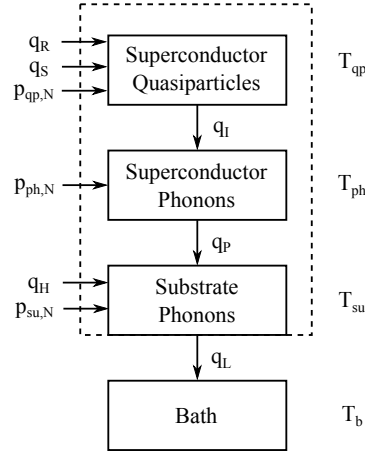 q_R
q_S
p_qp,N
Superconductor
Quasiparticles
T_qp
q_I
p_ph,N
Superconductor
Phonons
T_ph
q_P
q_H
p_su,N
Substrate
Phonons
T_su
q_L
Bath
T_b